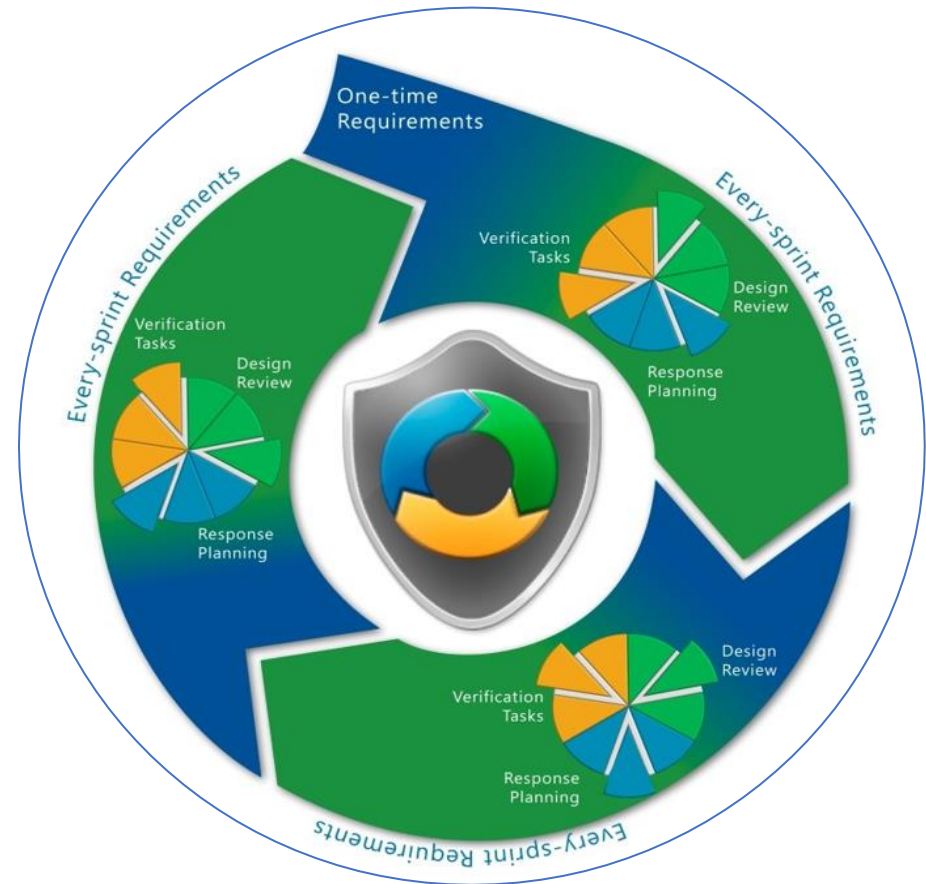 One-time
Requirements
Every-sprint Requirements
Verification
Tasks
Design
Review
Response
Planning
Every-sprint Requirements
Verification
Tasks
Design
Review
Response
Planning
Design
Review
Verification
Tasks
Response
Planning
Every-sprint Requirements